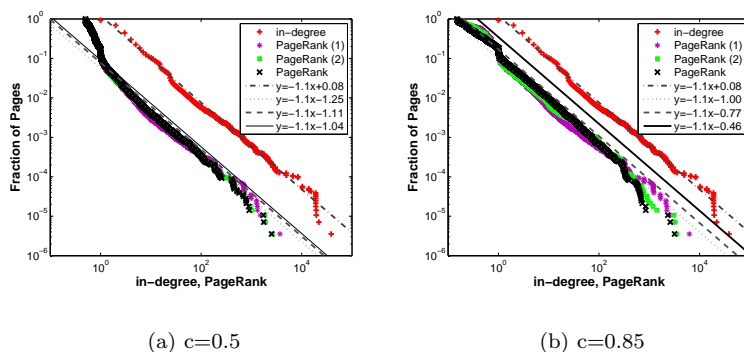 10^0
10^-1
10^-2
10^-3
10^-4
10^-5
10^-6
Fraction of Pages
10^0
10^2
10^4
in-degree, PageRank
in-degree
PageRank (1)
PageRank (2)
PageRank
y=-1.1x+0.08
y=-1.1x-1.25
y=-1.1x-1.11
y=-1.1x-1.04
(a) c=0.5
10^0
10^-1
10^-2
10^-3
10^-4
10^-5
10^-6
Fraction of Pages
10^0
10^2
10^4
in-degree, PageRank
in-degree
PageRank (1)
PageRank (2)
PageRank
y=-1.1x+0.08
y=-1.1x-1.00
y=-1.1x-0.77
y=-1.1x-0.46
(b) c=0.85